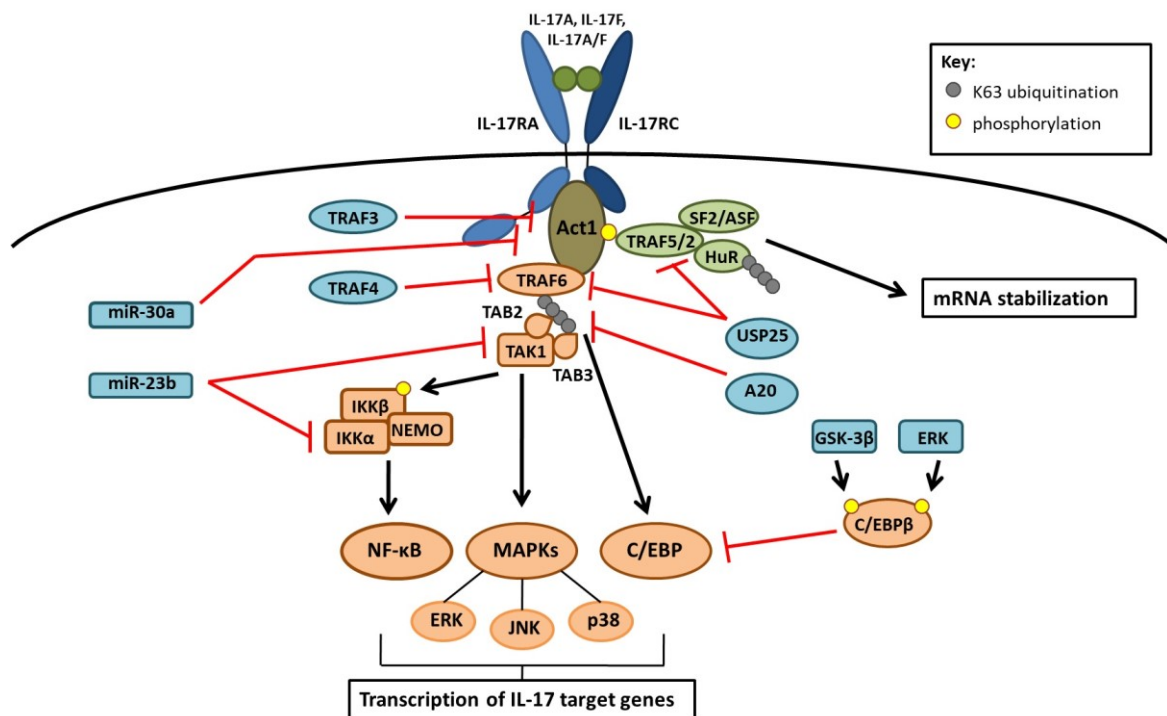 IL-17A, IL-17F,
IL-17A/F
Key:
K63 ubiquitination
phosphorylation
IL-17RA
IL-17RC
TRAF3
Act1
SF2/ASF
TRAF5/2
HuR
TRAF4
TRAF6
mRNA stabilization
miR-30a
TAB2
USP25
TAK1
TAB3
miR-23b
A20
IKKβ
NEMO
IKKα
GSK-3β
ERK
C/EBPβ
NF-κB
MAPKs
C/EBP
ERK
JNK
p38
Transcription of IL-17 target genes